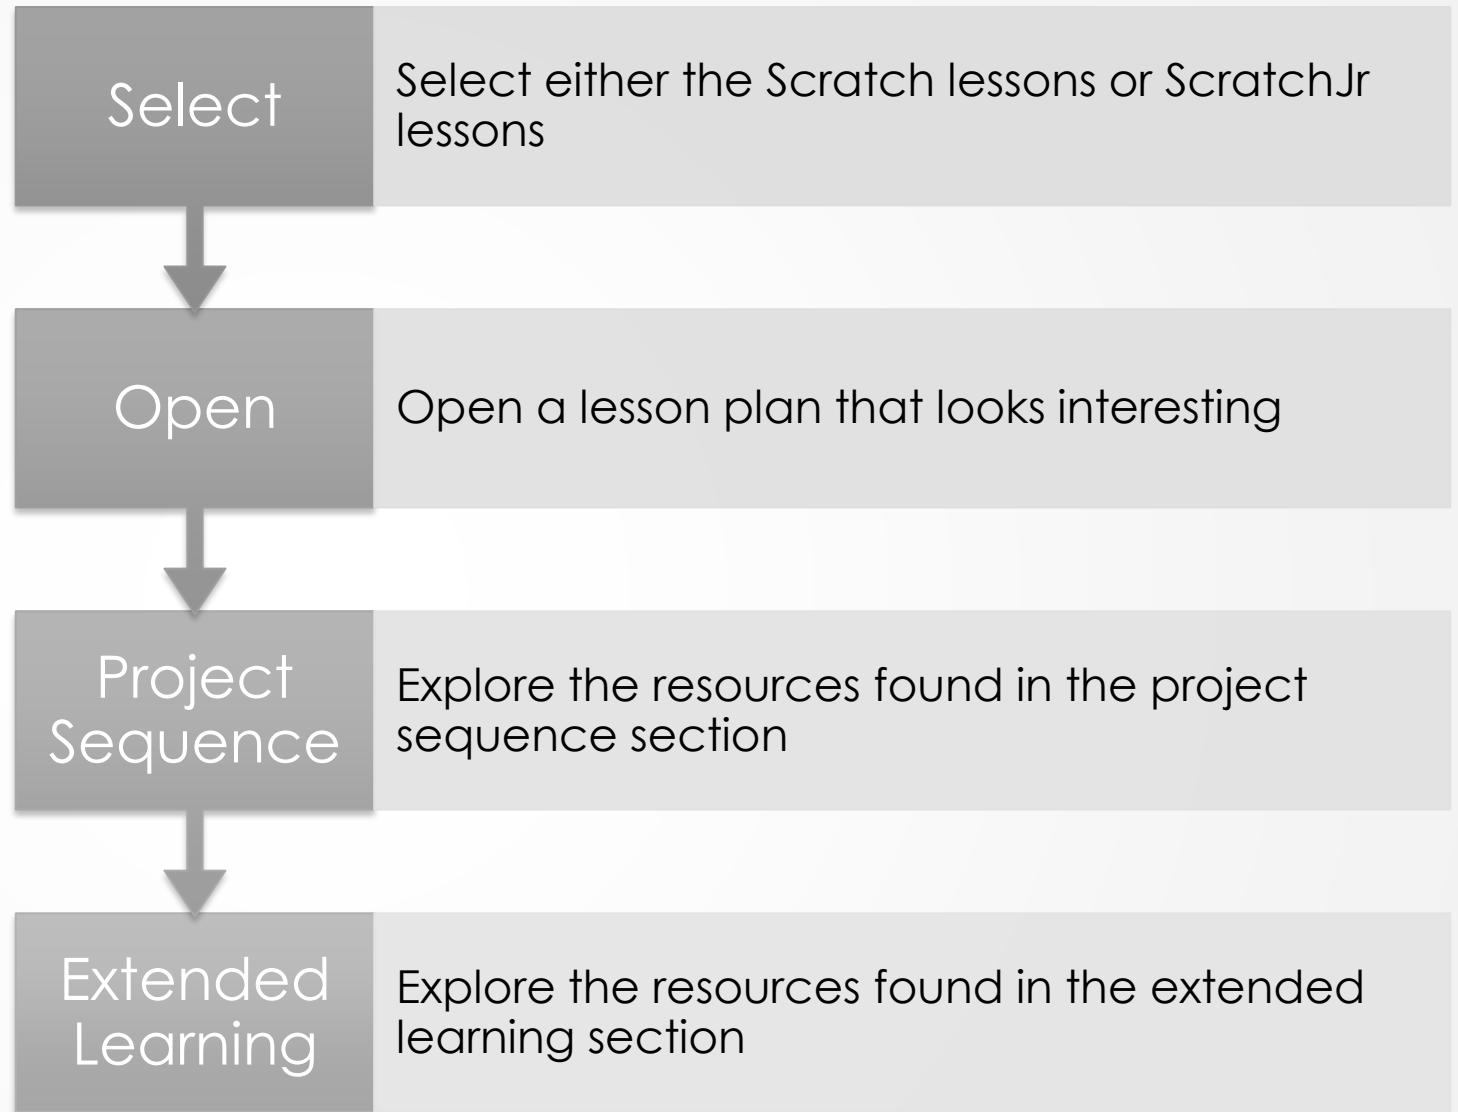 Select
Select either the Scratch lessons or ScratchJr
lessons
Open
Open a lesson plan that looks interesting
Project
Sequence
Explore the resources found in the project
sequence section
Extended
Learning
Explore the resources found in the extended
learning section